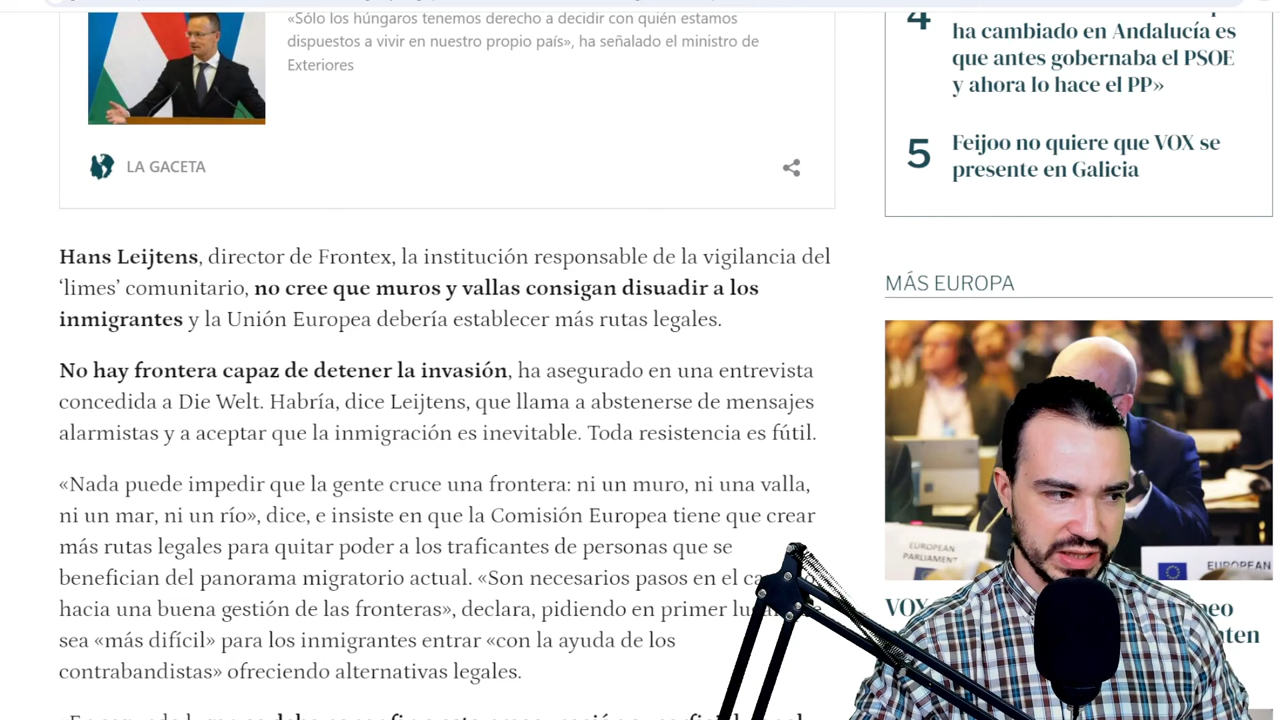 «Sólo los húngaros tenemos derecho a decidir con quién estamos
dispuestos a vivir en nuestro propio país», ha señalado el ministro de
Exteriores
LA GACETA
Hans Leijtens, director de Frontex, la institución responsable de la vigilancia del
‘limes’ comunitario, no cree que muros y vallas consigan disuadir a los
inmigrantes y la Unión Europea debería establecer más rutas legales.
No hay frontera capaz de detener la invasión, ha asegurado en una entrevista
concedida a Die Welt. Habría, dice Leijtens, que llama a abstenerse de mensajes
alarmistas y a aceptar que la inmigración es inevitable. Toda resistencia es fútil.
«Nada puede impedir que la gente cruce una frontera: ni un muro, ni una valla,
ni un mar, ni un río», dice, e insiste en que la Comisión Europea tiene que crear
más rutas legales para quitar poder a los traficantes de personas que se
benefician del panorama migratorio actual. «Son necesarios pasos en el
hacia una buena gestión de las fronteras», declara, pidiendo en primer
sea «más difícil» para los inmigrantes entrar «con la ayuda de los
contrabandistas» ofreciendo alternativas legales.
4
ha cambiado en Andalucía es
que antes gobernaba el PSOE
y ahora lo hace el PP»
5
Feijoo no quiere que VOX se
presente en Galicia
MÁS EUROPA
EUROPEAN
PARLIAMENT
EUROPEAN
VOX